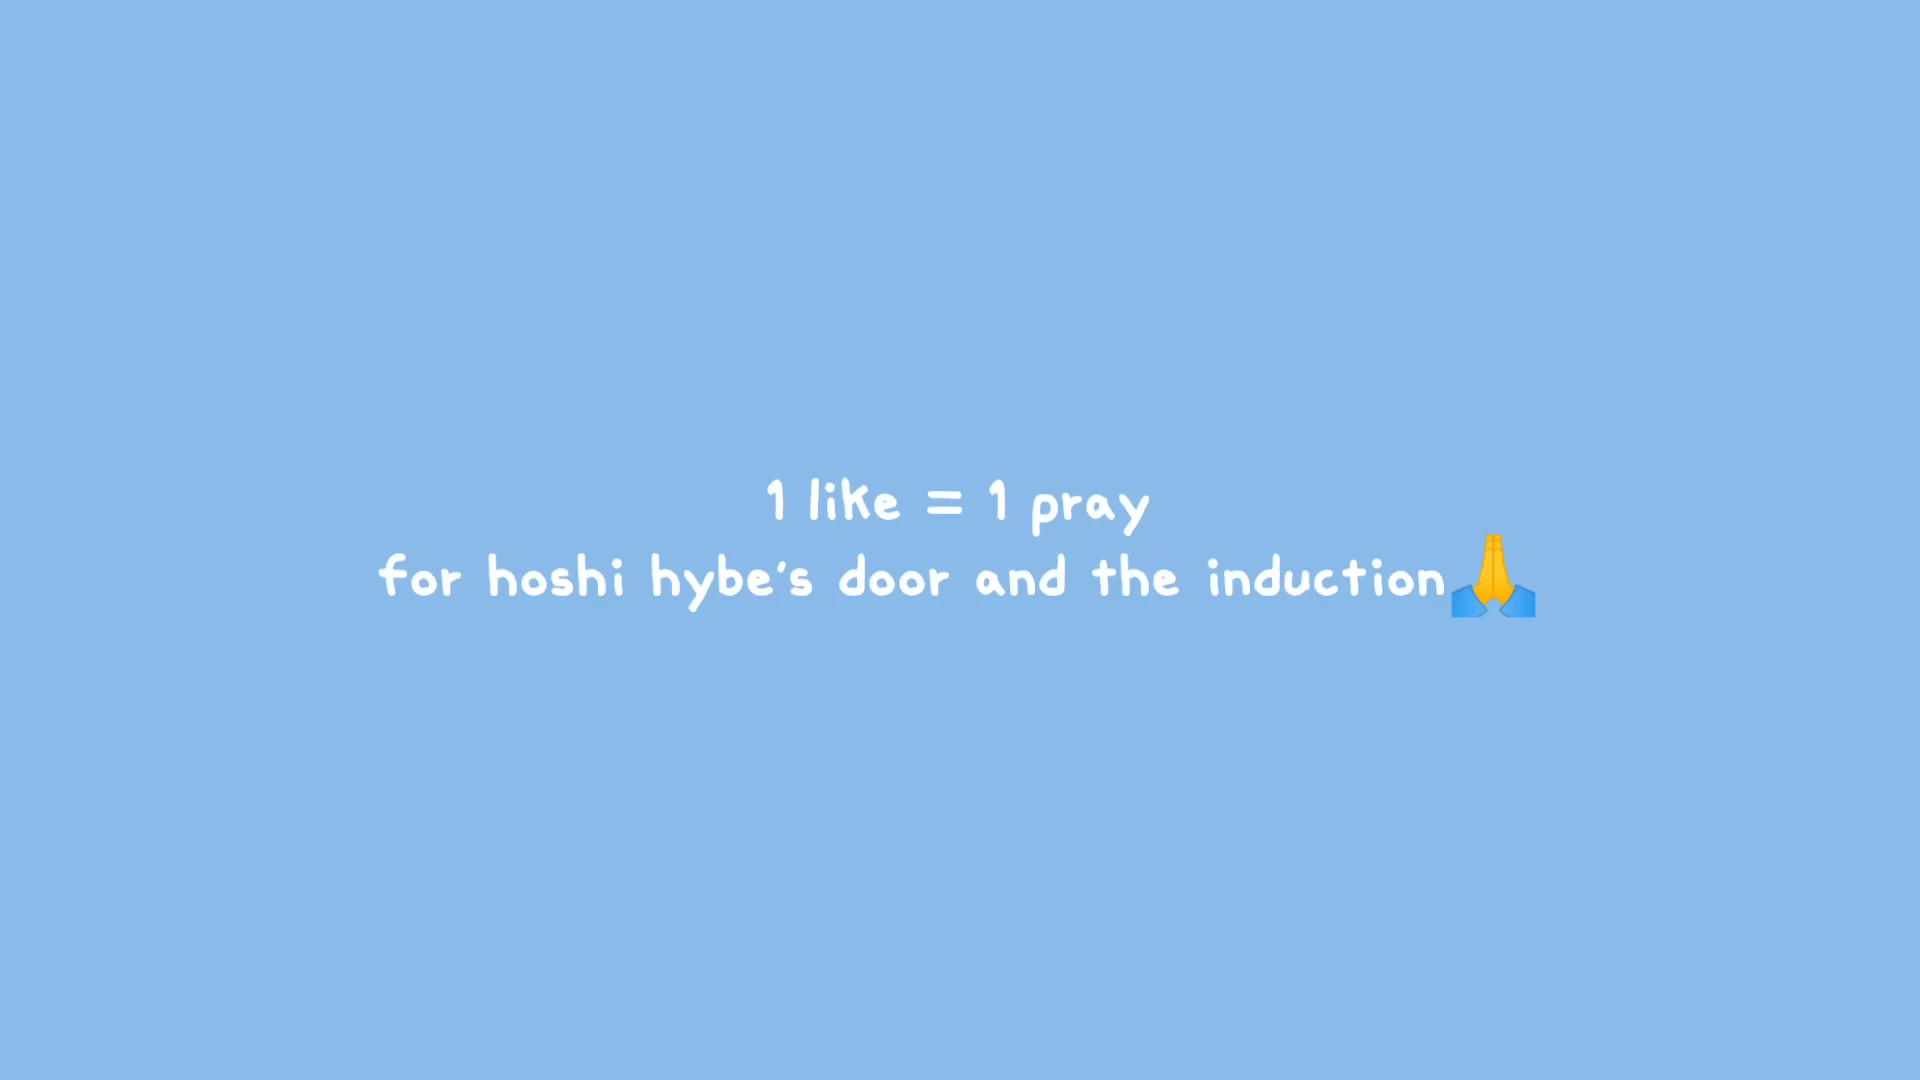 1 like = 1 pray
for hoshi hybe's door and the induction🙏